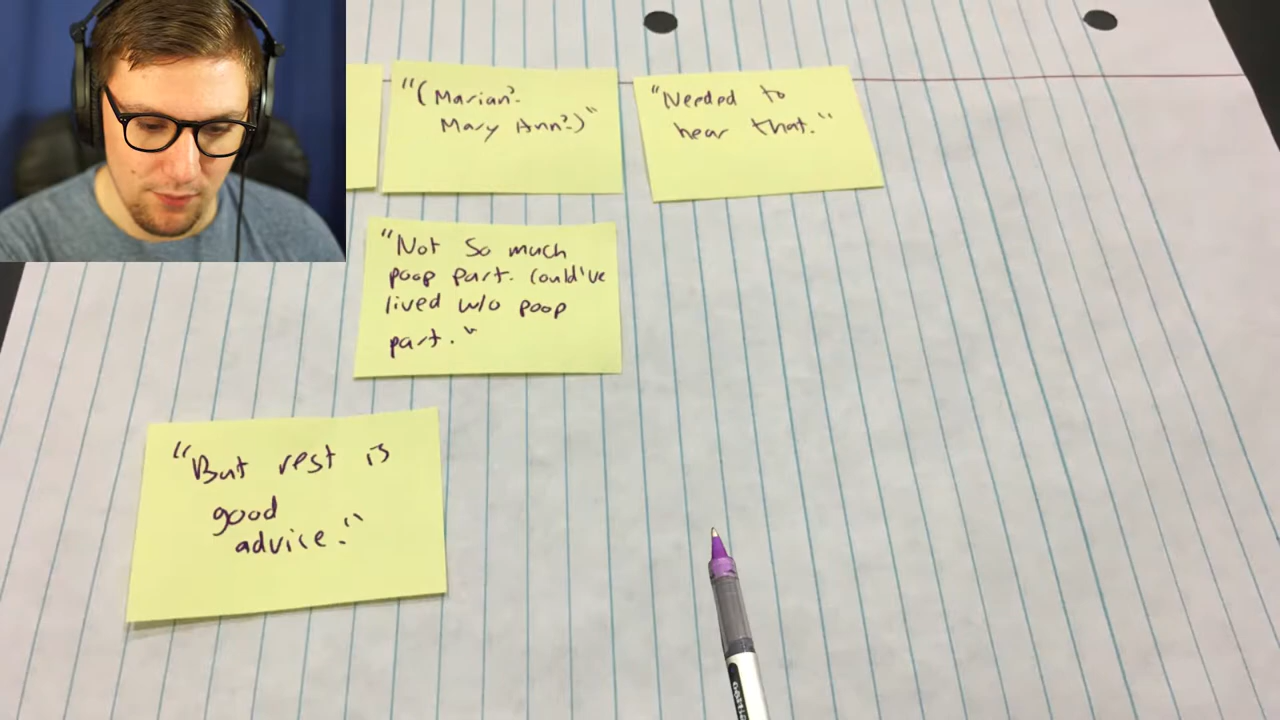 "(Marian?
Mary Ann?)"
"Needed to
hear that."
"Not so much
poop part. Could've
lived w/o poop
part."
"But rest is
good
advice."